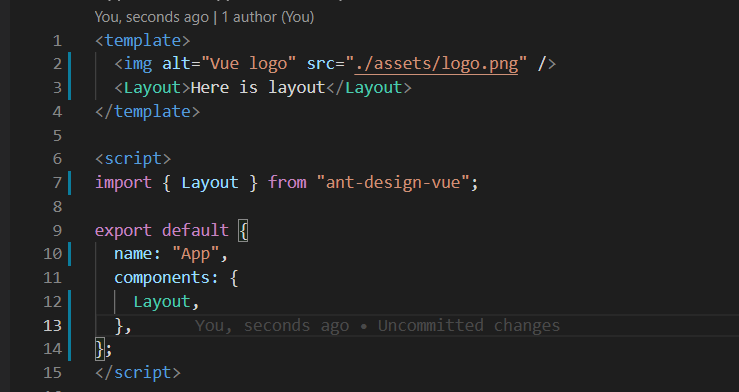 You, seconds ago | 1 author (You)
1 <template>
2 <img alt="Vue logo" src="./assets/logo.png" />
3 <Layout>Here is layout</Layout>
4 </template>
5
6 <script>
7 import { Layout } from "ant-design-vue";
8
9 export default {
10 name: "App",
11 components: {
12 Layout,
13 }, You, seconds ago • Uncommitted changes
14 };
15 </script>